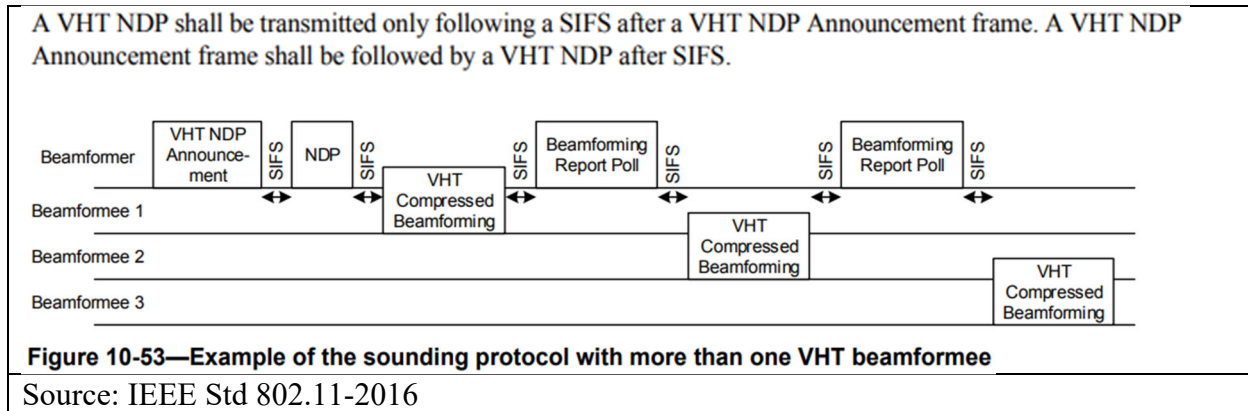 A VHT NDP shall be transmitted only following a SIFS after a VHT NDP Announcement frame. A VHT NDP
Announcement frame shall be followed by a VHT NDP after SIFS.
Beamformer
VHT NDP
Announce-
ment
SIFS
NDP
SIFS
VHT
Compressed
Beamforming
SIFS
Beamforming
Report Poll
SIFS
SIFS
Beamforming
Report Poll
SIFS
Beamformee 1
VHT
Compressed
Beamforming
Beamformee 2
VHT
Compressed
Beamforming
Beamformee 3
Figure 10-53—Example of the sounding protocol with more than one VHT beamformee
Source: IEEE Std 802.11-2016